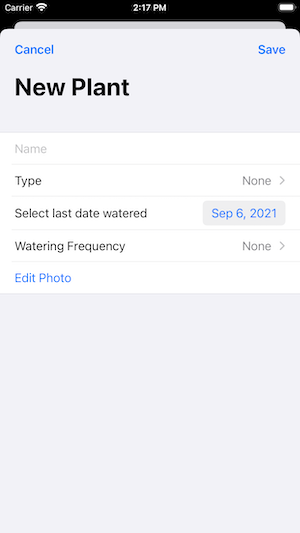 Carrier 2:17 PM
Cancel Save
New Plant
Name
Type None
Select last date watered Sep 6, 2021
Watering Frequency None
Edit Photo